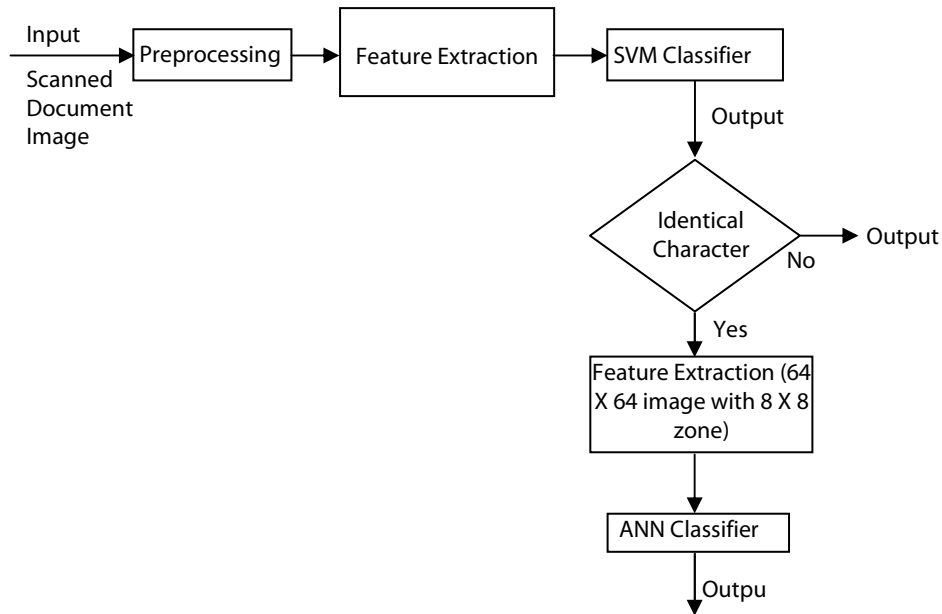 Input
Scanned
Document
Image
Preprocessing
Feature Extraction
SVM Classifier
Output
Identical
Character
No
Output
Yes
Feature Extraction (64
X 64 image with 8 X 8
zone)
ANN Classifier
Outpu